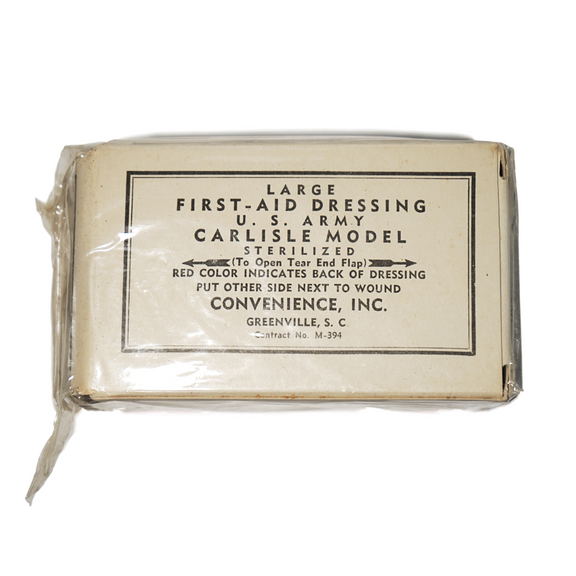 LARGE
FIRST-AID DRESSING
U. S. ARMY
CARLISLE MODEL
STERILIZED
(To Open Tear End Flap)
RED COLOR INDICATES BACK OF DRESSING
PUT OTHER SIDE NEXT TO WOUND
CONVENIENCE, INC.
GREENVILLE, S. C
Contract No. M-394